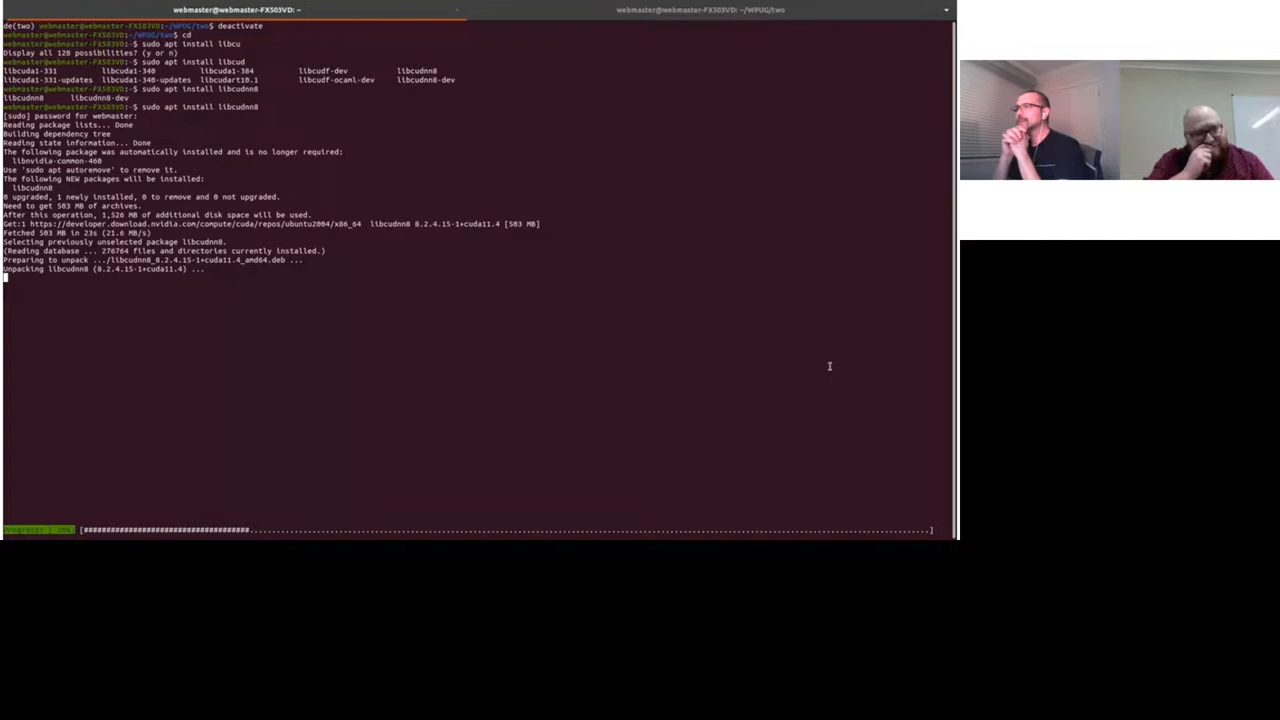 webmaster@webmaster-FX503VD: ~
webmaster@webmaster-FX503VD: ~/WPUG/two
de(two) webmaster@webmaster-FX503VD:~/WPUG/two$ deactivate
webmaster@webmaster-FX503VD:~/WPUG/two$ cd
webmaster@webmaster-FX503VD:~$ sudo apt install libcu
Display all 128 possibilities? (y or n)
webmaster@webmaster-FX503VD:~$ sudo apt install libcud
libcuda1-331 libcuda1-340 libcuda1-384 libcudf-dev libcudnn8
libcuda1-331-updates libcuda1-340-updates libcudart10.1 libcudf-ocaml-dev libcudnn8-dev
webmaster@webmaster-FX503VD:~$ sudo apt install libcudnn8
libcudnn8 libcudnn8-dev
webmaster@webmaster-FX503VD:~$ sudo apt install libcudnn8
[sudo] password for webmaster:
Reading package lists... Done
Building dependency tree
Reading state information... Done
The following package was automatically installed and is no longer required:
libnvidia-common-460
Use 'sudo apt autoremove' to remove it.
The following NEW packages will be installed:
libcudnn8
0 upgraded, 1 newly installed, 0 to remove and 0 not upgraded.
Need to get 503 MB of archives.
After this operation, 1,526 MB of additional disk space will be used.
Get:1 https://developer.download.nvidia.com/compute/cuda/repos/ubuntu2004/x86_64 libcudnn8 8.2.4.15-1+cuda11.4 [503 MB]
Fetched 503 MB in 23s (21.6 MB/s)
Selecting previously unselected package libcudnn8.
(Reading database ... 276764 files and directories currently installed.)
Preparing to unpack .../libcudnn8_8.2.4.15-1+cuda11.4_amd64.deb ...
Unpacking libcudnn8 (8.2.4.15-1+cuda11.4) ...
Progress: [ 20%]